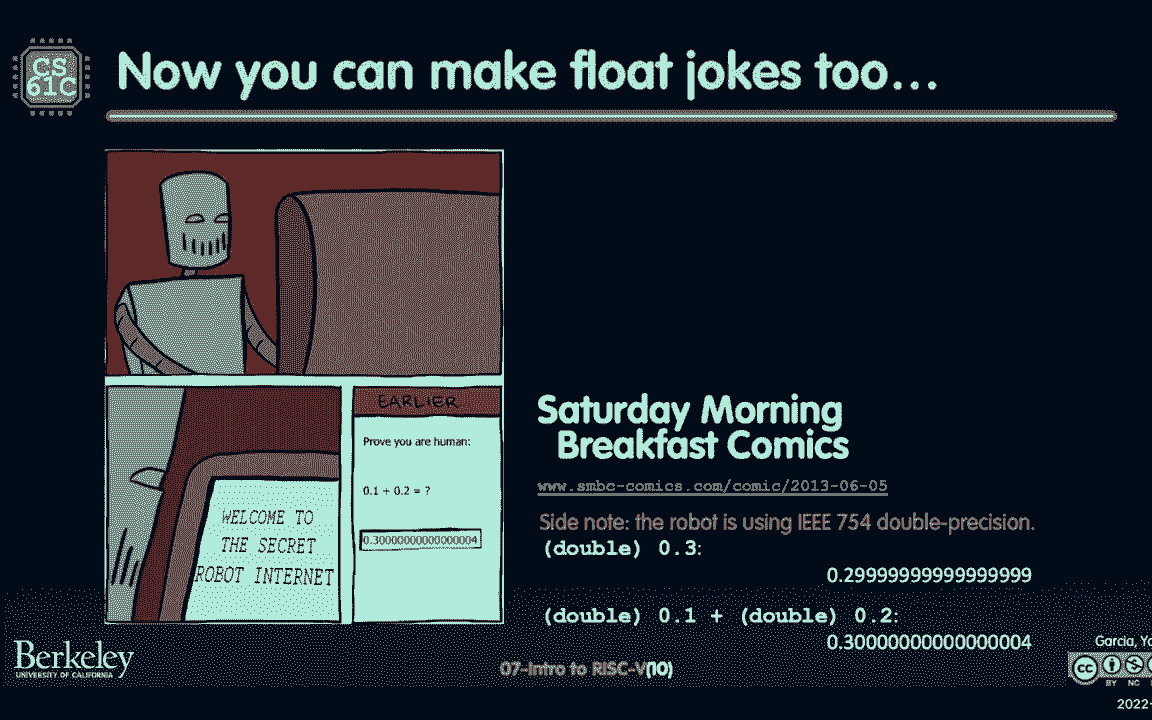 CS
61C
Now you can make float jokes too...
EARLIER
Prove you are human:
0.1 + 0.2 = ?
0.30000000000000004
WELCOME TO
THE SECRET
ROBOT INTERNET
Saturday Morning
Breakfast Comics
www.smbc-comics.com/comic/2013-06-05
Side note: the robot is using IEEE 754 double-precision.
(double) 0.3:
0.29999999999999999
(double) 0.1 + (double) 0.2:
0.30000000000000004
Berkeley
UNIVERSITY OF CALIFORNIA
07-Intro to RISC-V(10)
Garcia,
cc
BY NC
2022-